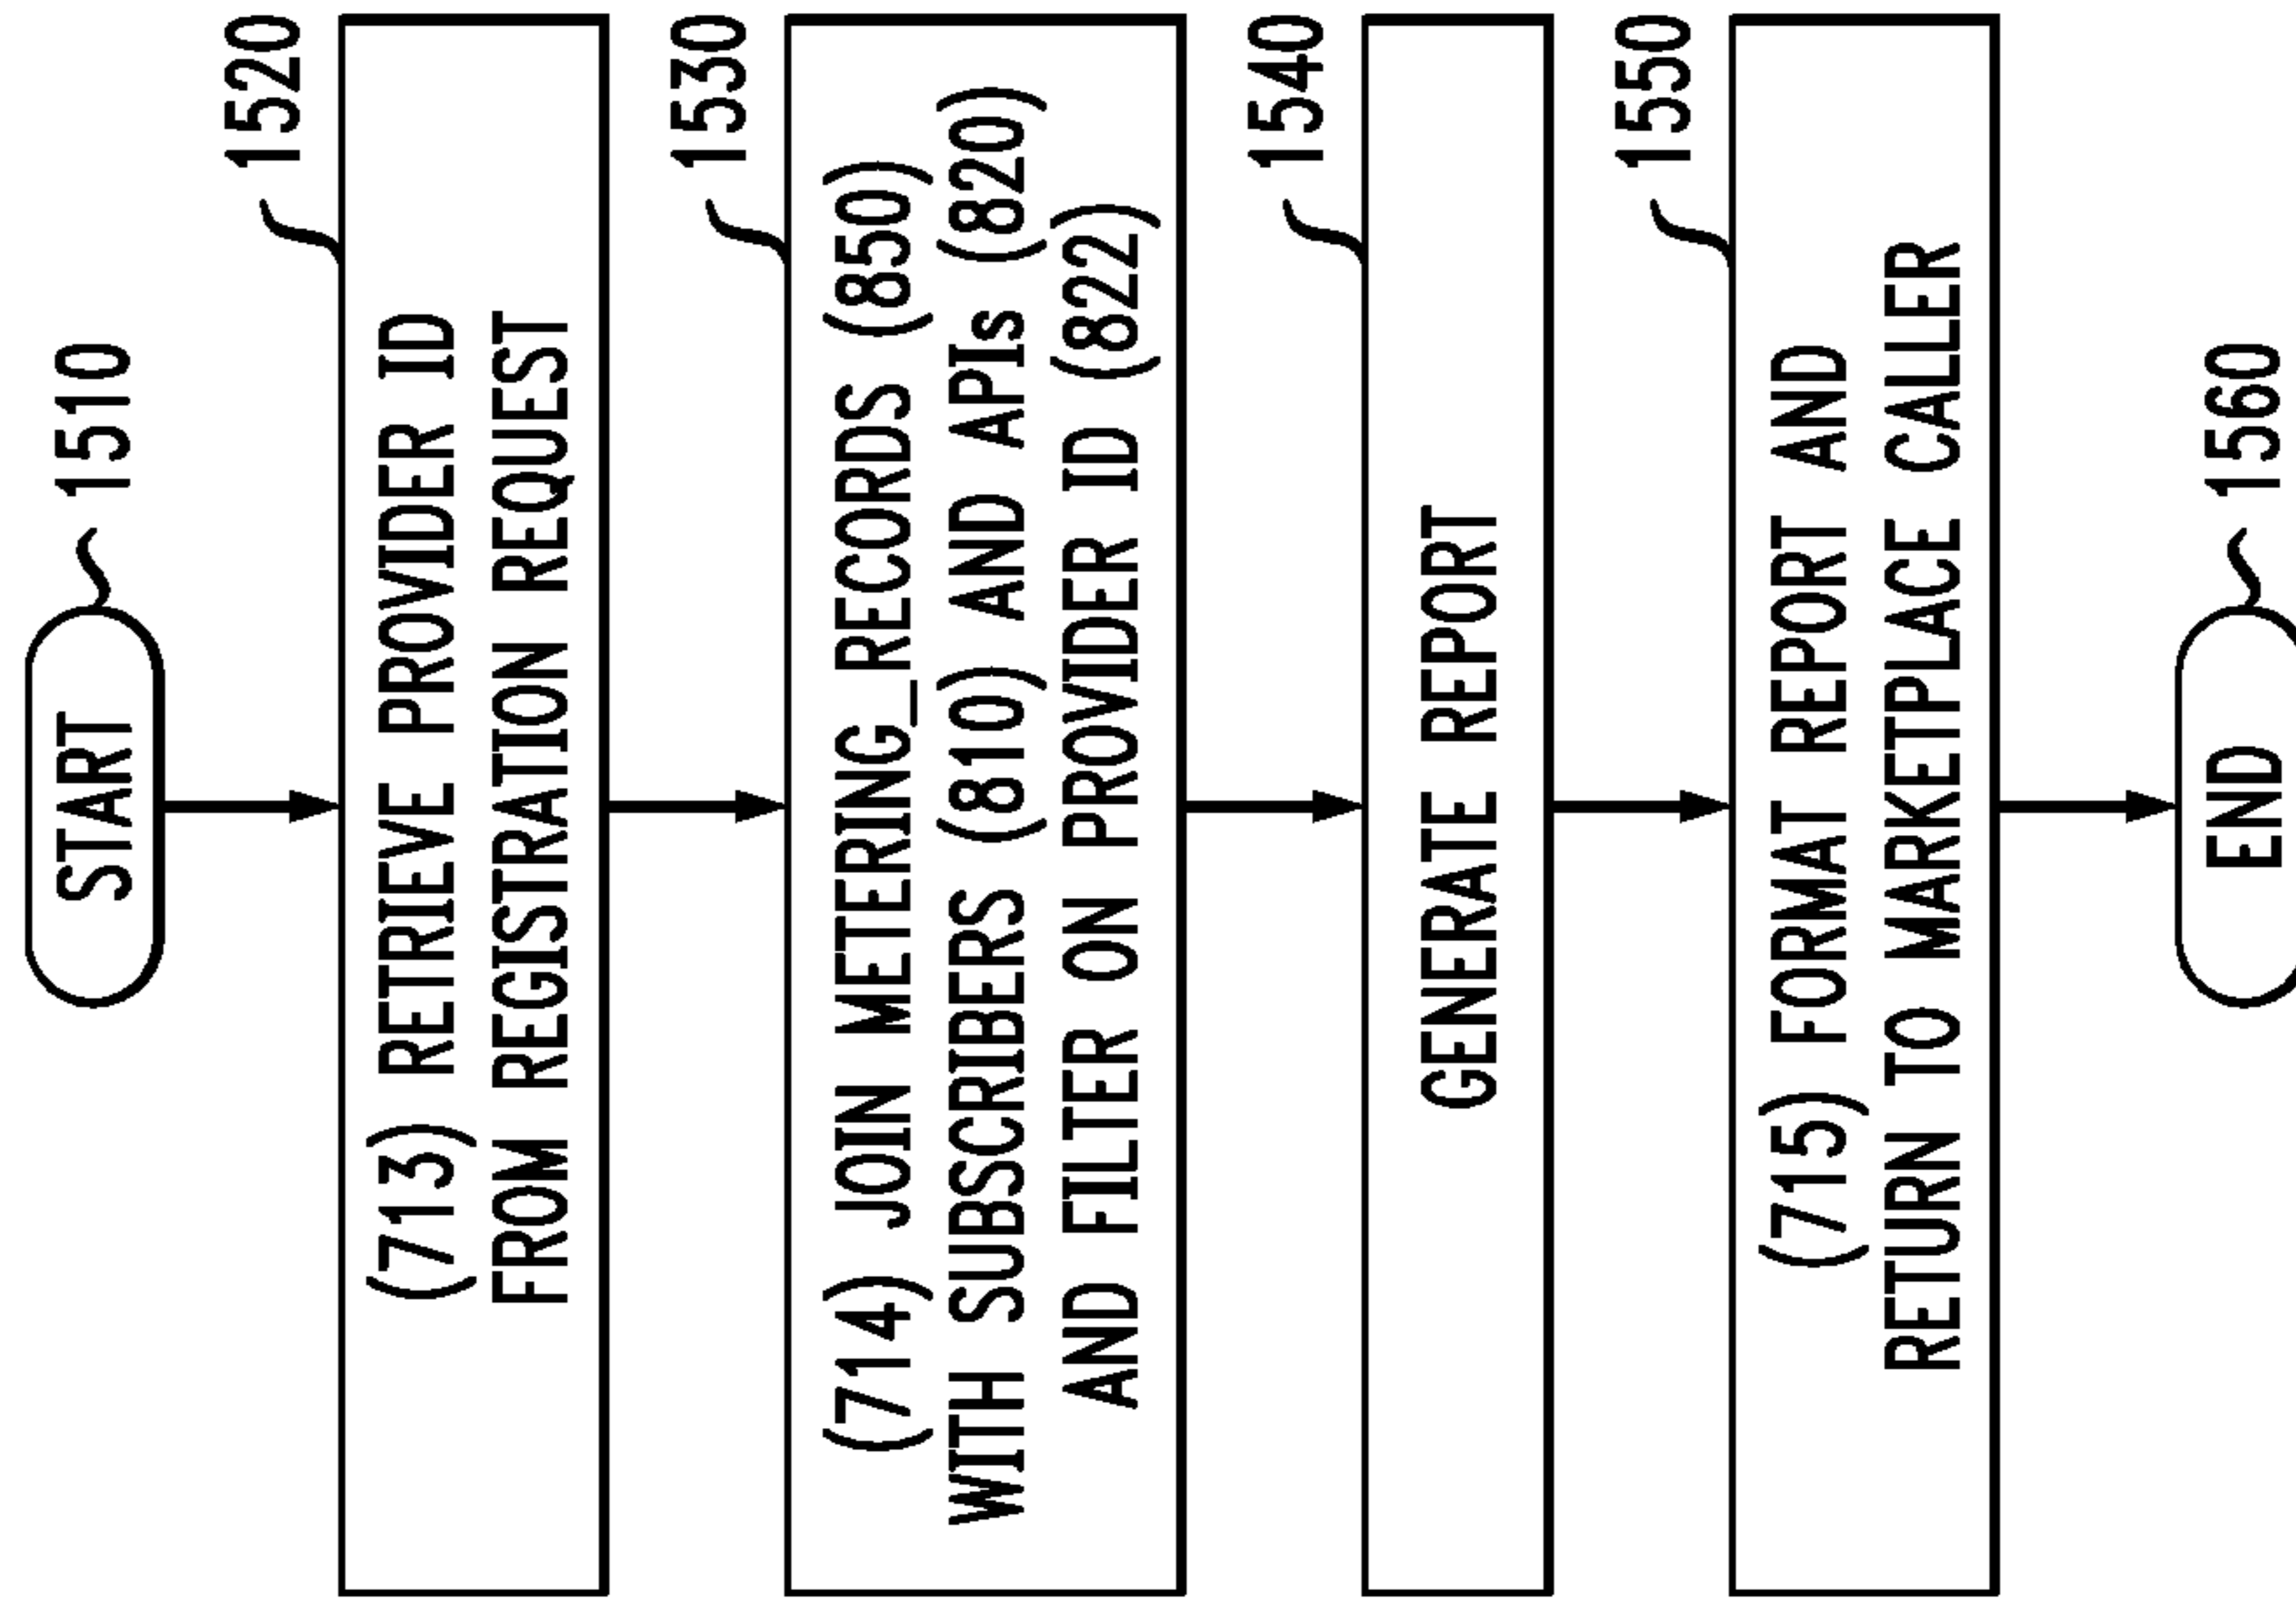 START
1510
1520
(713) RETRIEVE PROVIDER ID
FROM REGISTRATION REQUEST
1530
(714) JOIN METERING_RECORDS (850)
WITH SUBSCRIBERS (810) AND APIs (820)
AND FILTER ON PROVIDER ID (822)
1540
GENERATE REPORT
1550
(715) FORMAT REPORT AND
RETURN TO MARKETPLACE CALLER
END
1560